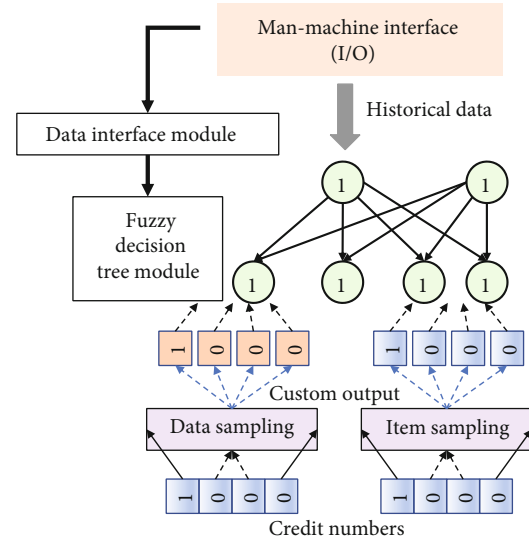 Man-machine interface
(I/O)
Historical data
Data interface module
1 1
Fuzzy
decision
tree module
1 1 1 1
1 0 0 0 1 0 0 0
Custom output
Data sampling Item sampling
1 0 0 0 1 0 0 0
Credit numbers